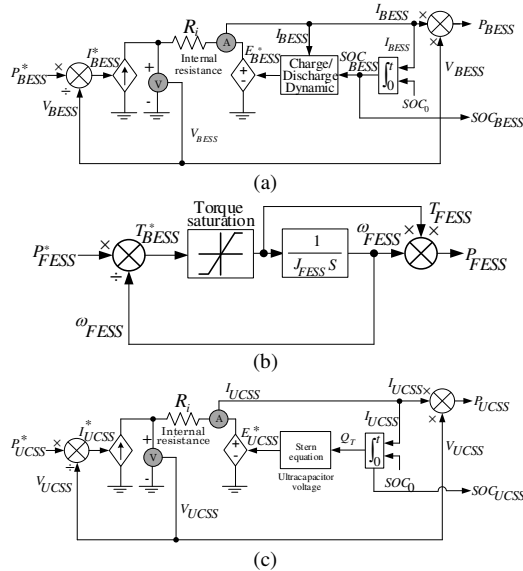 I_BESS
I_BESS
P_BESS
R_i
A
I_BESS
I*_BESS
P*_BESS
Internal
resistance
E*_BESS
Charge/
Discharge
Dynamic
SOC
BESS
∫ t 0
SOC_0
V
V_BESS
V_BESS
V_BESS
SOC_BESS
(a)
Torque
saturation
T_FESS
P*_FESS
T*_BESS
1
J_FESS S
ω_FESS
P_FESS
ω_FESS
(b)
I_UCSS
I_UCSS
P_UCSS
R_i
A
I_UCSS
I*_UCSS
P*_UCSS
Internal
resistance
E*_UCSS
Stern
equation
Q_T
∫ t 0
Ultracapacitor
voltage
SOC_0
V
V_UCSS
V_UCSS
V_UCSS
SOC_UCSS
(c)